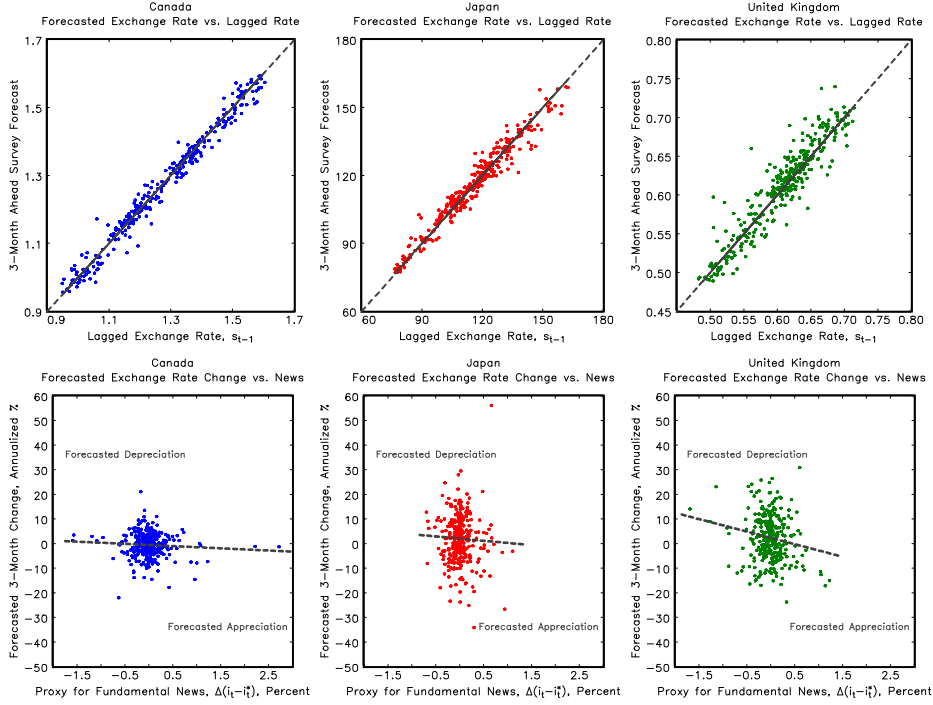 Canada
Forecasted Exchange Rate vs. Lagged Rate
1.7
1.5
1.3
1.1
0.9
0.9 1.1 1.3 1.5 1.7
3-Month Ahead Survey Forecast
Lagged Exchange Rate, s_{t-1}
Japan
Forecasted Exchange Rate vs. Lagged Rate
180
150
120
90
60
60 90 120 150 180
3-Month Ahead Survey Forecast
Lagged Exchange Rate, s_{t-1}
United Kingdom
Forecasted Exchange Rate vs. Lagged Rate
0.80
0.75
0.70
0.65
0.60
0.55
0.50
0.45
0.50 0.55 0.60 0.65 0.70 0.75 0.80
3-Month Ahead Survey Forecast
Lagged Exchange Rate, s_{t-1}
Canada
Forecasted Exchange Rate Change vs. News
60
50
40
30
20
10
0
-10
-20
-30
-40
-50
-1.5 -0.5 0.5 1.5 2.5
Forecasted 3-Month Change, Annualized %
Forecasted Depreciation
Forecasted Appreciation
Proxy for Fundamental News, Δ(i_t-i_t^*), Percent
Japan
Forecasted Exchange Rate Change vs. News
60
50
40
30
20
10
0
-10
-20
-30
-40
-50
-1.5 -0.5 0.5 1.5 2.5
Forecasted 3-Month Change, Annualized %
Forecasted Depreciation
Forecasted Appreciation
Proxy for Fundamental News, Δ(i_t-i_t^*), Percent
United Kingdom
Forecasted Exchange Rate Change vs. News
60
50
40
30
20
10
0
-10
-20
-30
-40
-50
-1.5 -0.5 0.5 1.5 2.5
Forecasted 3-Month Change, Annualized %
Forecasted Depreciation
Forecasted Appreciation
Proxy for Fundamental News, Δ(i_t-i_t^*), Percent